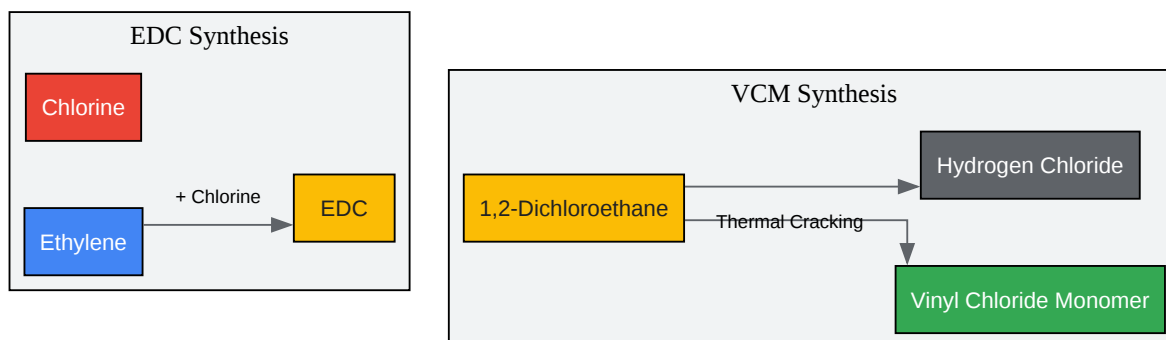 EDC Synthesis
Chlorine
+ Chlorine
Ethylene
EDC
VCM Synthesis
Hydrogen Chloride
1,2-Dichloroethane
Thermal Cracking
Vinyl Chloride Monomer